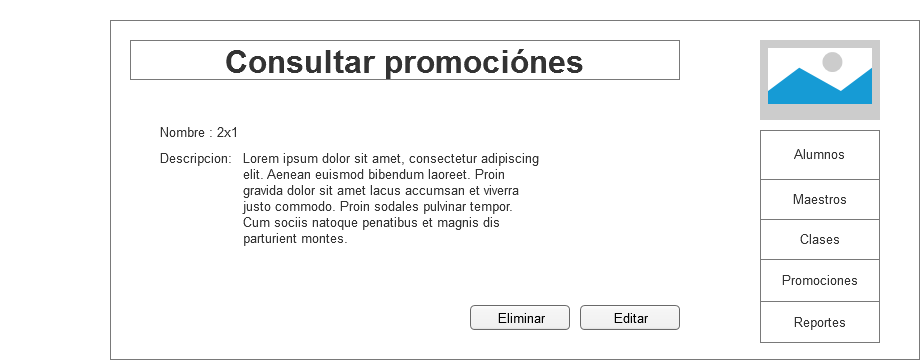 Consultar promociónes
Nombre : 2x1
Descripcion: Lorem ipsum dolor sit amet, consectetur adipiscing
elit. Aenean euismod bibendum laoreet. Proin
gravida dolor sit amet lacus accumsan et viverra
justo commodo. Proin sodales pulvinar tempor.
Cum sociis natoque penatibus et magnis dis
parturient montes.
Eliminar
Editar
Alumnos
Maestros
Clases
Promociones
Reportes